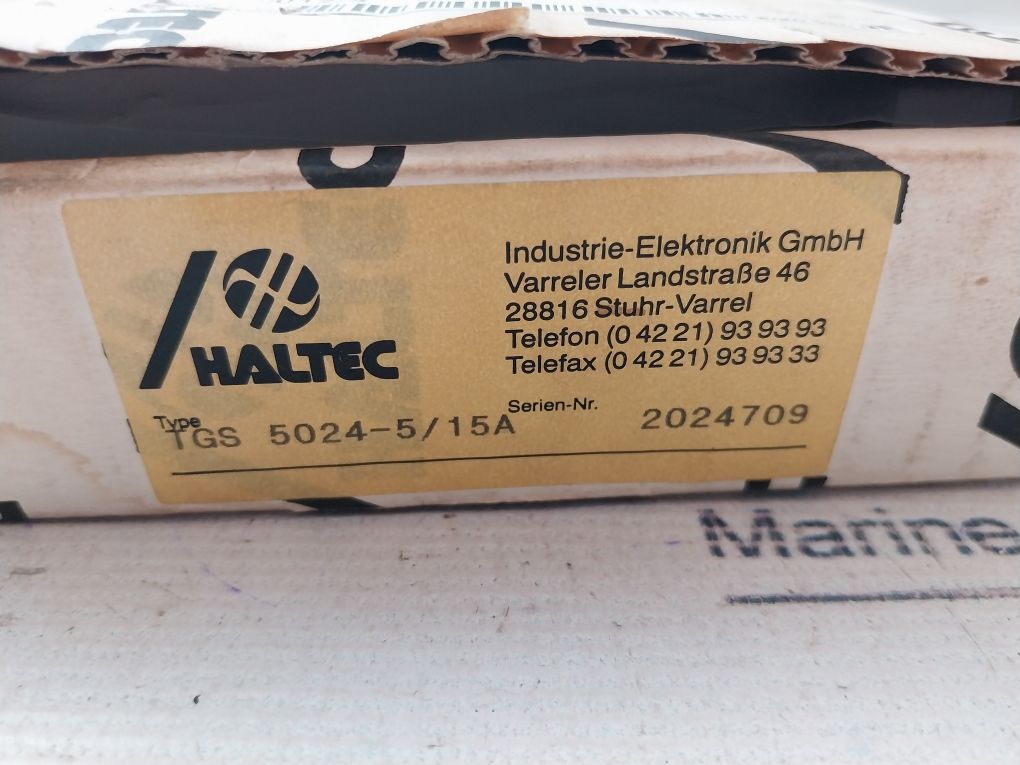 Industrie-Elektronik GmbH
Varreler Landstraße 46
28816 Stuhr-Varrel
Telefon (0 42 21) 93 93 93
Telefax (0 42 21) 93 93 33
HALTEC
Type
TGS 5024-5/15A
Serien-Nr.
2024709
Marine